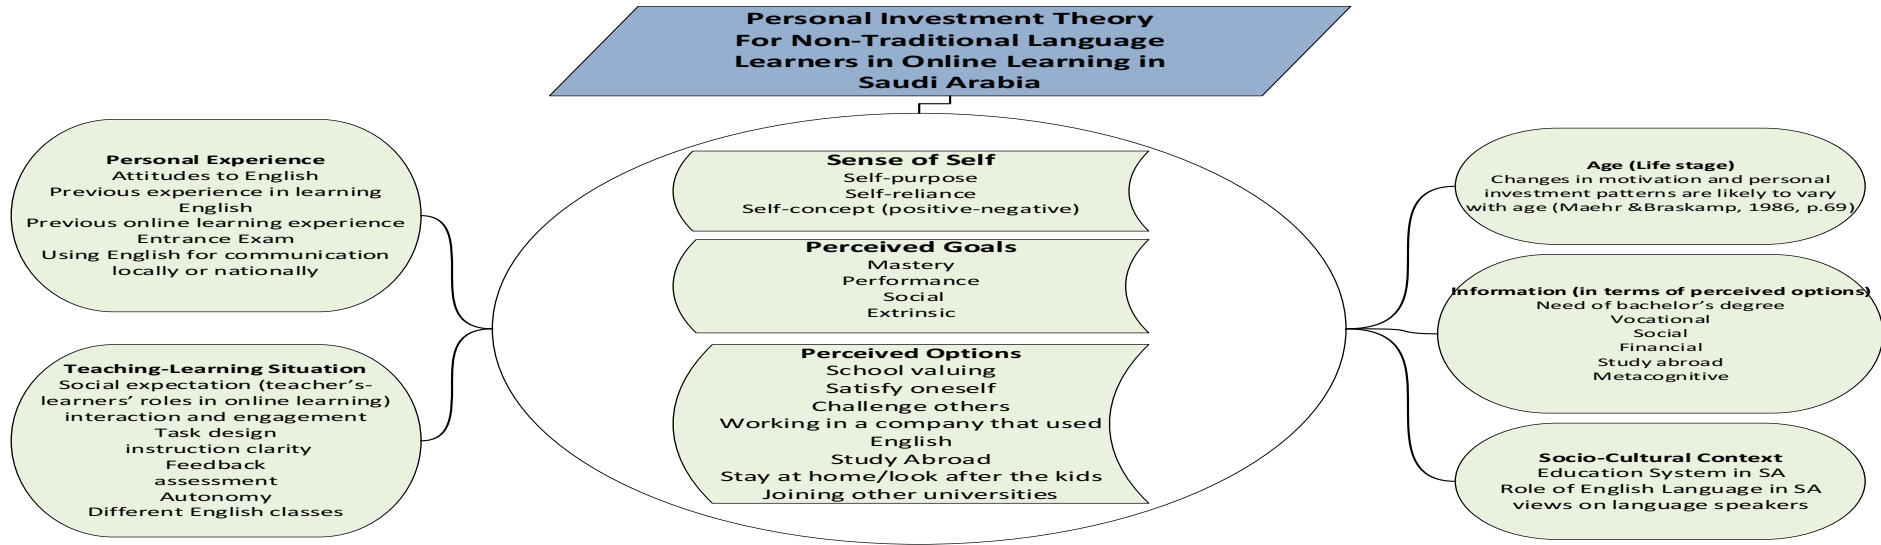 Personal Investment Theory
For Non-Traditional Language
Learners in Online Learning in
Saudi Arabia
Personal Experience
Attitudes to English
Previous experience in learning
English
Previous online learning experience
Entrance Exam
Using English for communication
locally or nationally
Teaching-Learning Situation
Social expectation (teacher's-
learners' roles in online learning)
interaction and engagement
Task design
instruction clarity
Feedback
assessment
Autonomy
Different English classes
Sense of Self
Self-purpose
Self-reliance
Self-concept (positive-negative)
Perceived Goals
Mastery
Performance
Social
Extrinsic
Perceived Options
School valuing
Satisfy oneself
Challenge others
Working in a company that used
English
Study Abroad
Stay at home/look after the kids
Joining other universities
Age (Life stage)
Changes in motivation and personal
investment patterns are likely to vary
with age (Maehr &Braskamp, 1986, p.69)
Information (in terms of perceived options)
Need of bachelor's degree
Vocational
Social
Financial
Study abroad
Metacognitive
Socio-Cultural Context
Education System in SA
Role of English Language in SA
views on language speakers